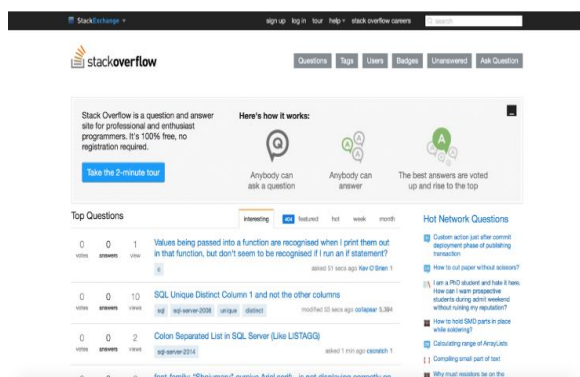 StackExchange
sign up log in tour help stack overflow careers
search
stackoverflow
Questions Tags Users Badges Unanswered Ask Question
Stack Overflow is a question and answer
site for professional and enthusiast
programmers. It's 100% free, no
registration required.
Take the 2-minute tour
Here's how it works:
Q
Anybody can
ask a question
A
A
A
Anybody can
answer
A
The best answers are voted
up and rise to the top
Top Questions
interesting 404 featured hot week month
0 votes 0 answers 1 view
Values being passed into a function are recognised when I print them out
in that function, but don't seem to be recognised if I run an if statement?
c
asked 51 secs ago Kev O'Brien 1
0 votes 0 answers 10 views
SQL Unique Distinct Column 1 and not the other columns
sql sql-server-2008 unique distinct
modified 53 secs ago collapsar 5,384
0 votes 0 answers 2 views
Colon Separated List in SQL Server (Like LISTAGG)
sql-server-2014
asked 1 min ago
Hot Network Questions
Custom action just after commit
deployment phase of publishing
transaction
How to cut paper without scissors?
I am a PhD student and hate it here.
How can I warn prospective
students during admit weekend
without ruining my reputation?
How to hold SMD parts in place
while soldering?
Calculating range of ArrayLists
Compiling small part of text
Why must resistors be on the